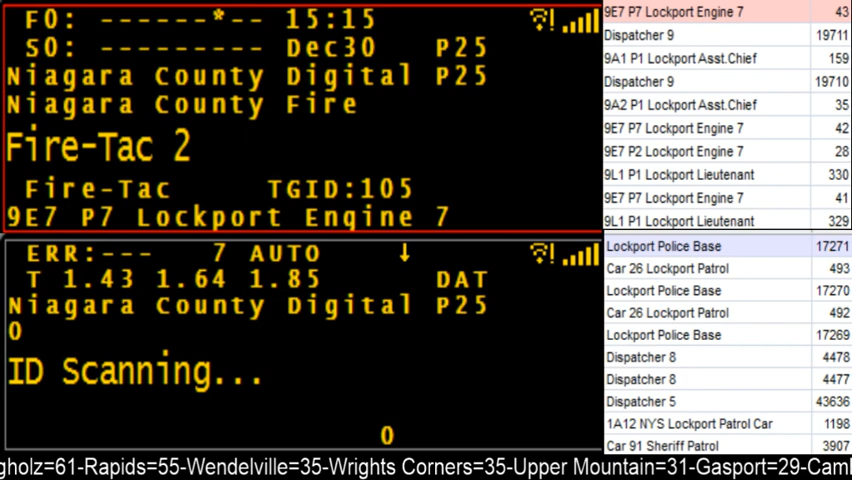 F0: ------*-- 15:15
S0: --------- Dec30 P25
Niagara County Digital P25
Niagara County Fire
Fire-Tac 2
Fire-Tac TGID:105
9E7 P7 Lockport Engine 7
ERR:--- 7 AUTO ↓
T 1.43 1.64 1.85 DAT
Niagara County Digital P25
0
ID Scanning...
0
9E7 P7 Lockport Engine 7 43
Dispatcher 9 19711
9A1 P1 Lockport Asst.Chief 159
Dispatcher 9 19710
9A2 P1 Lockport Asst.Chief 35
9E7 P7 Lockport Engine 7 42
9E7 P2 Lockport Engine 7 28
9L1 P1 Lockport Lieutenant 330
9E7 P7 Lockport Engine 7 41
9L1 P1 Lockport Lieutenant 329
Lockport Police Base 17271
Car 26 Lockport Patrol 493
Lockport Police Base 17270
Car 26 Lockport Patrol 492
Lockport Police Base 17269
Dispatcher 8 4478
Dispatcher 8 4477
Dispatcher 5 43636
1A12 NYS Lockport Patrol Car 1198
Car 91 Sheriff Patrol 3907
gholz=61-Rapids=55-Wendelville=35-Wrights Corners=35-Upper Mountain=31-Gasport=29-Caml